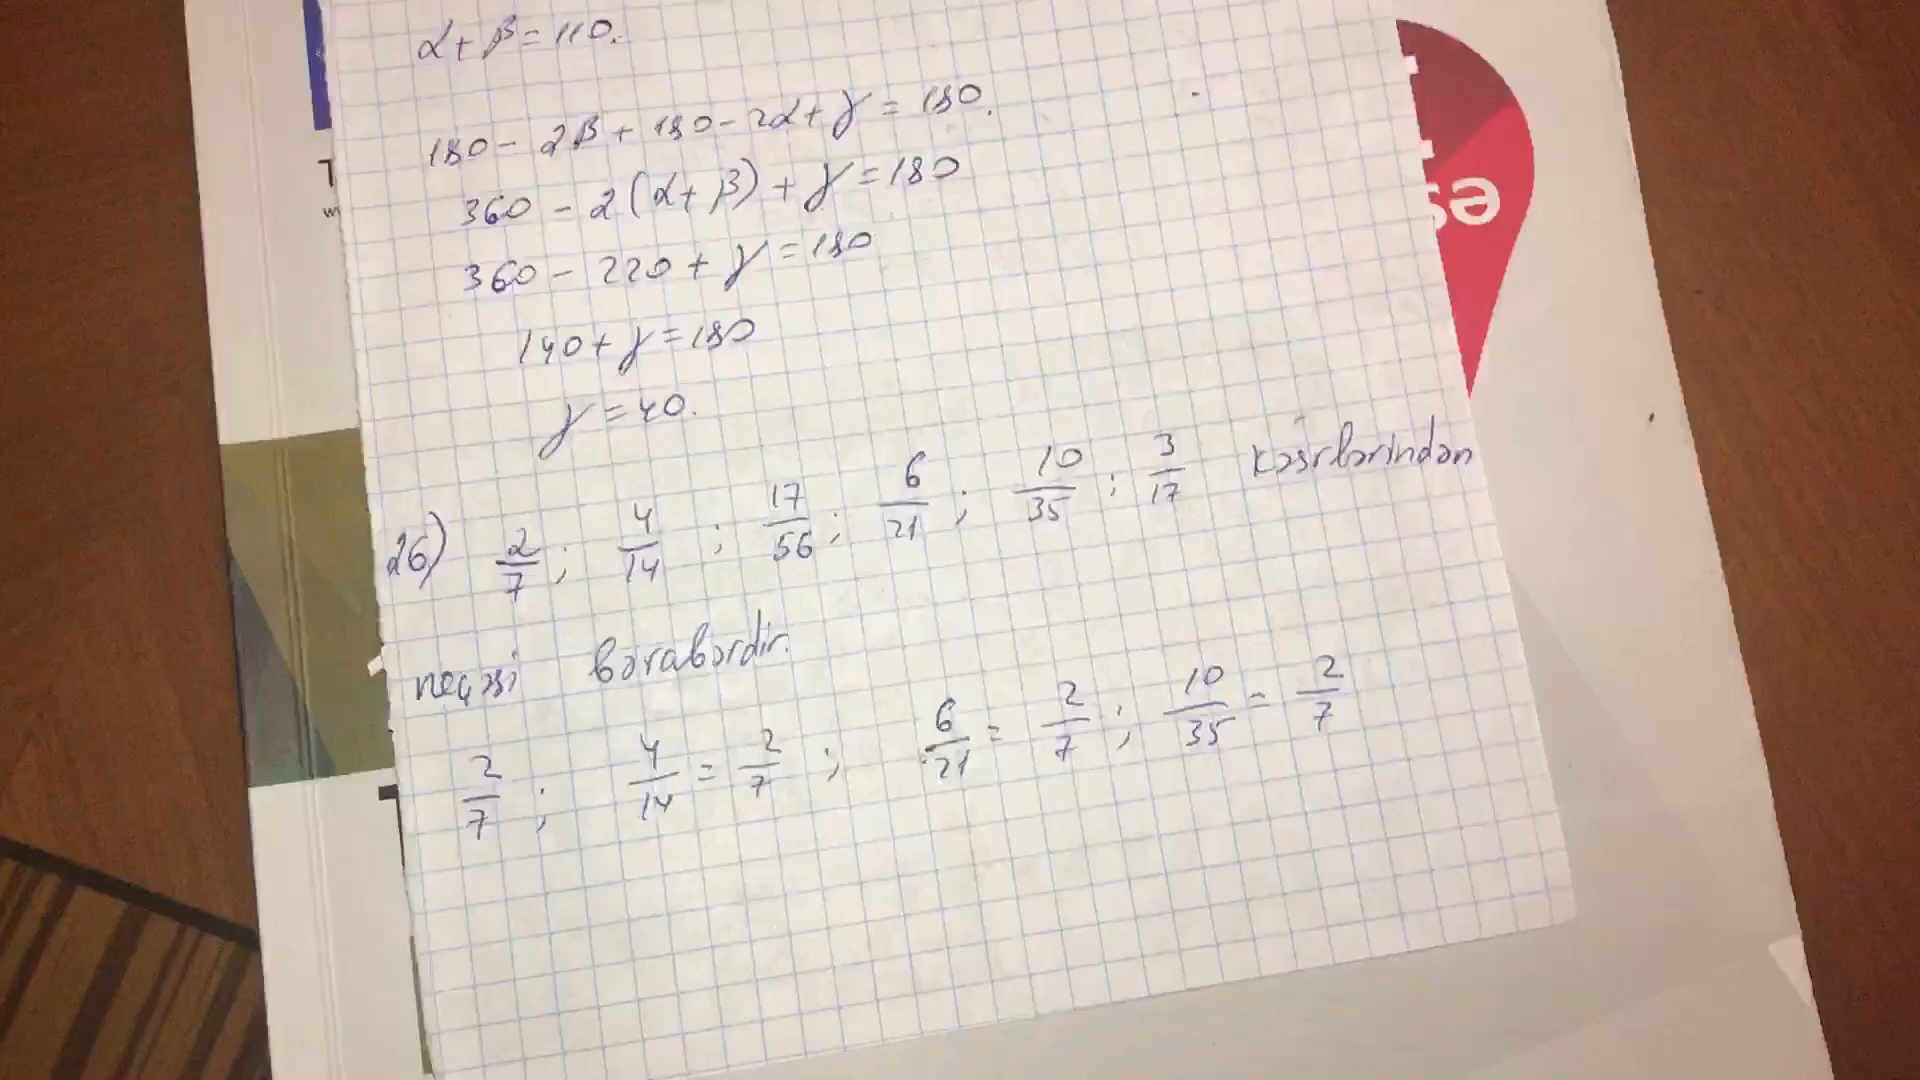 α + β = 110.
180 - 2β + 180 - 2α + γ = 180.
360 - 2(α + β) + γ = 180
360 - 220 + γ = 180
140 + γ = 180
γ = 40.
26) 2/7 ; 4/14 ; 17/56 ; 6/21 ; 10/35 ; 3/17 kəsrlərindən
neçəsi bərabərdir.
2/7 ; 4/14 = 2/7 ; 6/21 = 2/7 ; 10/35 = 2/7